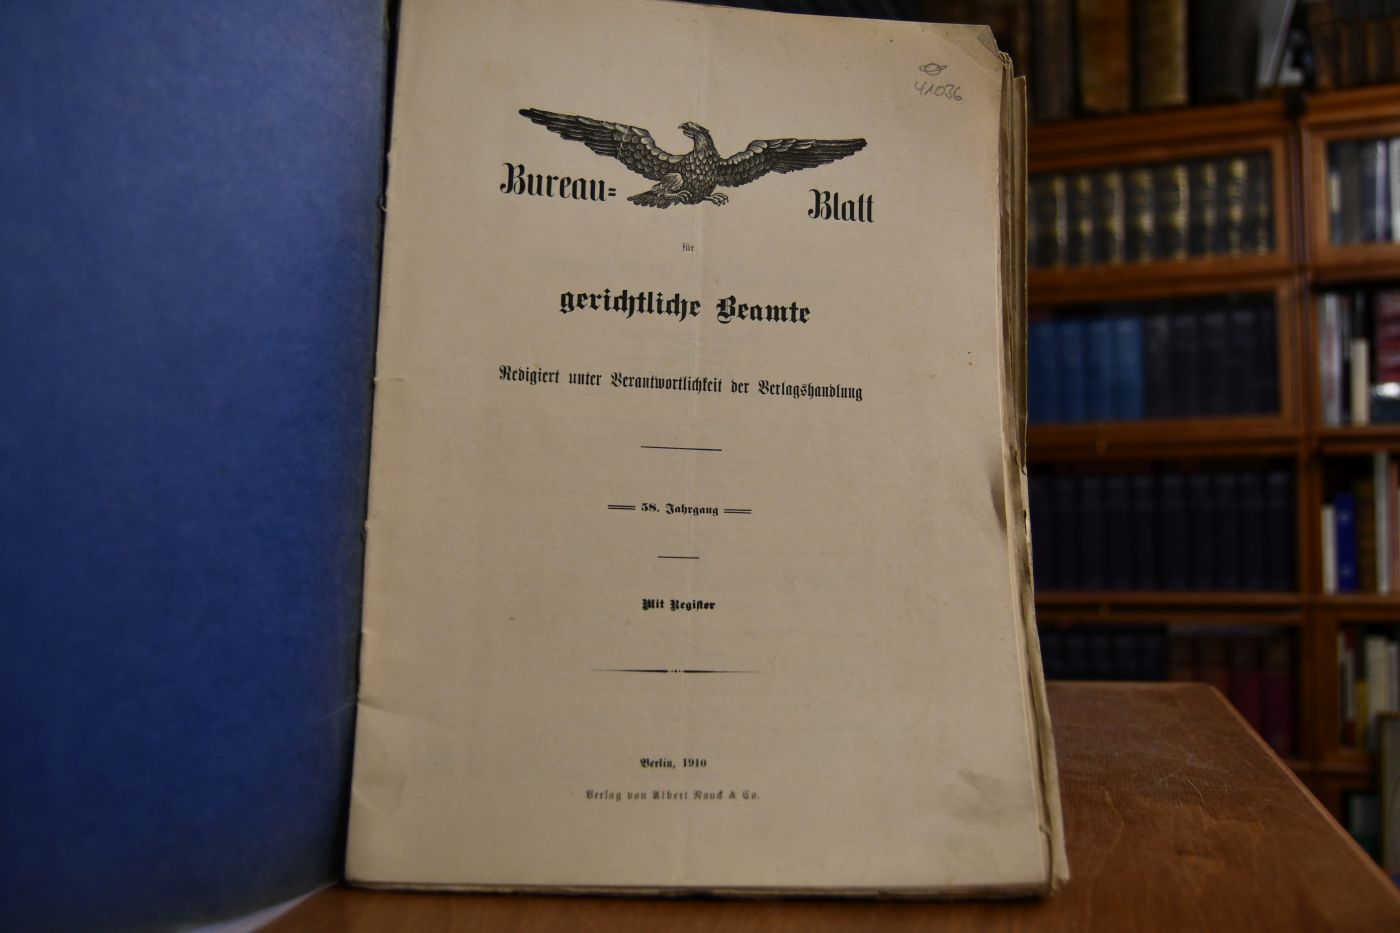 41036
Bureau= Blatt
für
gerichtliche Beamte
Redigiert unter Verantwortlichkeit der Verlagshandlung
58. Jahrgang
Mit Register
Berlin, 1910
Verlag von Albert Nauck & Co.